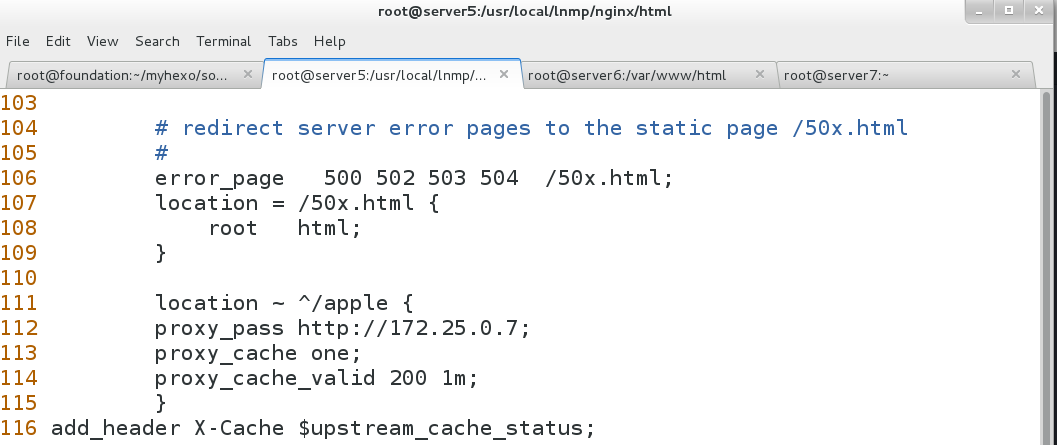 root@server5:/usr/local/lnmp/nginx/html
File Edit View Search Terminal Tabs Help
root@foundation:~/myhexo/so... × root@server5:/usr/local/lnmp/... × root@server6:/var/www/html × root@server7:~ ×
103
104         # redirect server error pages to the static page /50x.html
105         #
106         error_page   500 502 503 504  /50x.html;
107         location = /50x.html {
108             root   html;
109         }
110
111         location ~ ^/apple {
112         proxy_pass http://172.25.0.7;
113         proxy_cache one;
114         proxy_cache_valid 200 1m;
115         }
116 add_header X-Cache $upstream_cache_status;